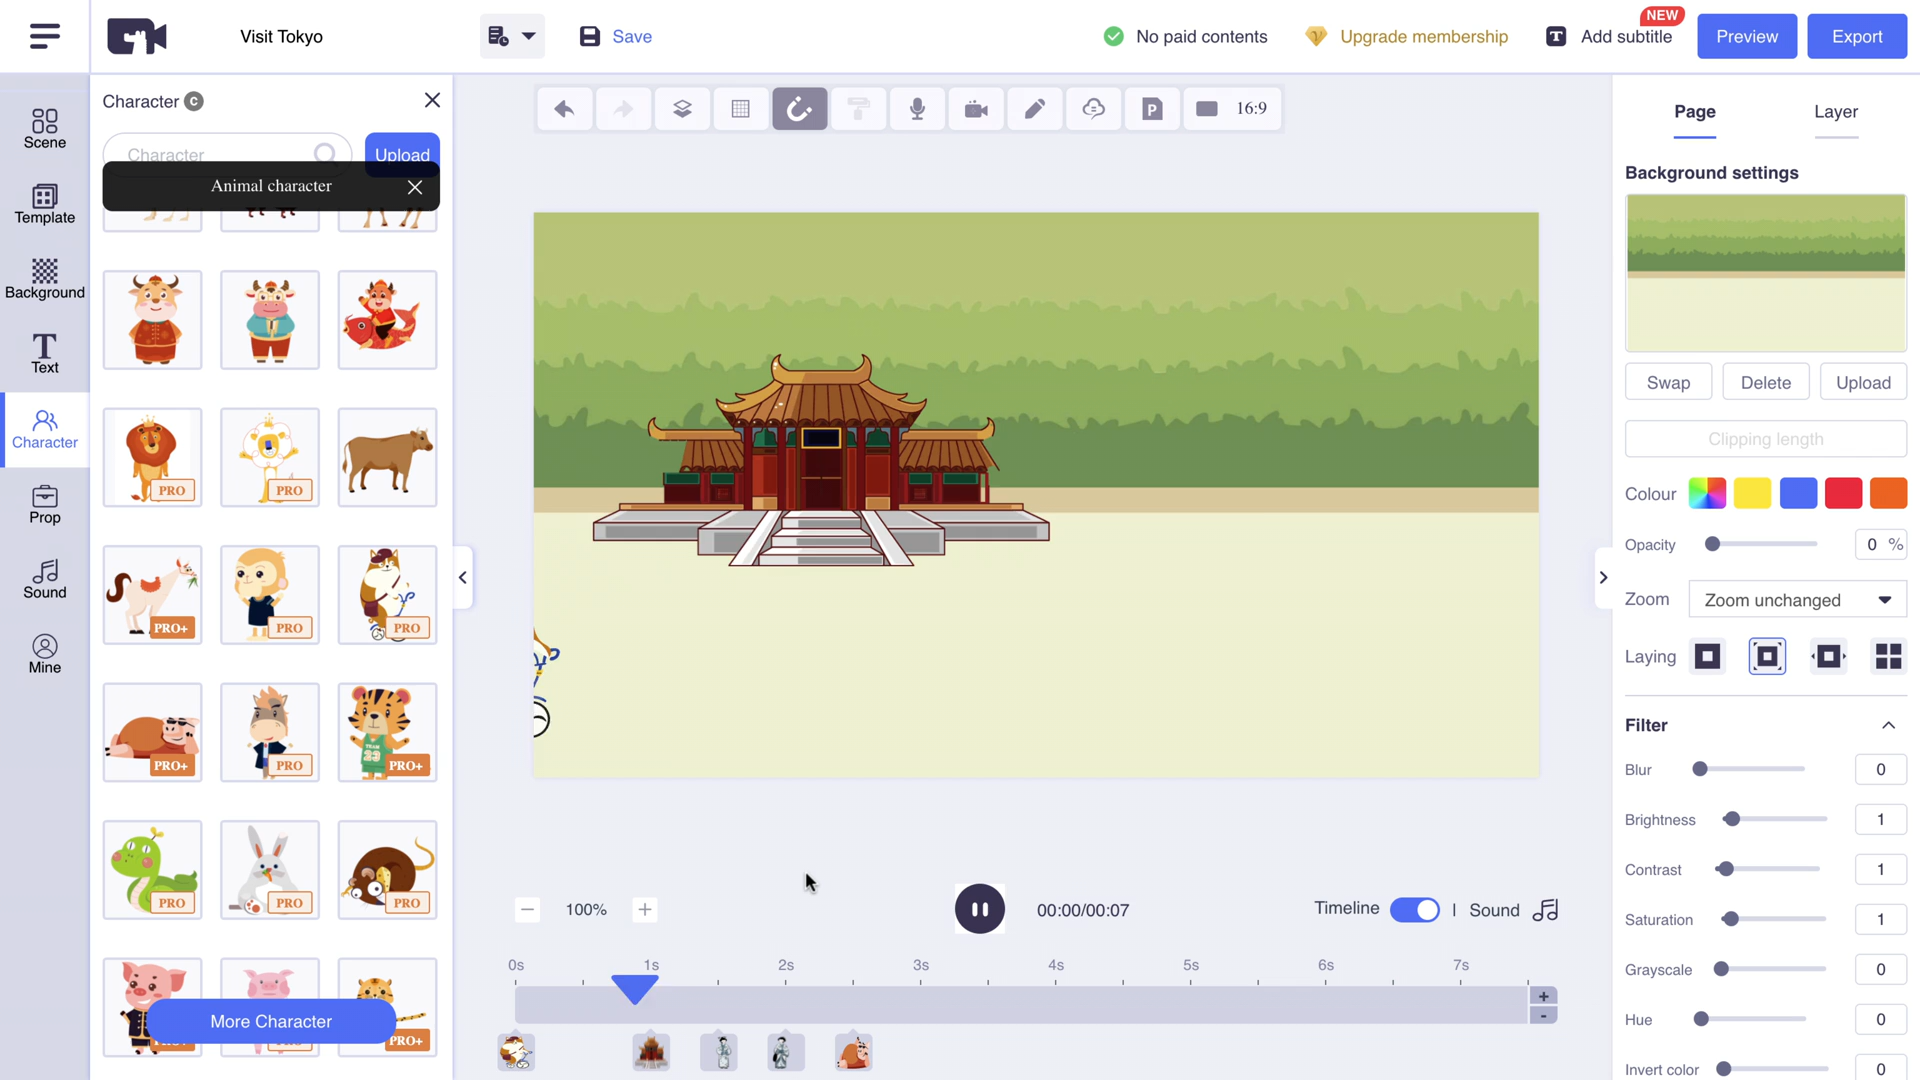 Visit Tokyo
Save
No paid contents
Upgrade membership
NEW
Add subtitle
Preview
Export
Scene
Template
Background
Text
Character
Prop
Sound
Mine
Character C
Character
Upload
Animal character
PRO
PRO
PRO+
PRO
PRO
PRO+
PRO
TEAM
23
PRO+
PRO
PRO
PRO
PRO+
More Character
T
P
16:9
100%
00:00/00:07
Timeline
Sound
0s
1s
2s
3s
4s
5s
6s
7s
+
-
Page
Layer
Background settings
Swap
Delete
Upload
Clipping length
Colour
Opacity
0 %
Zoom
Zoom unchanged
Laying
Filter
Blur
0
Brightness
1
Contrast
1
Saturation
1
Grayscale
0
Hue
0
Invert color
0